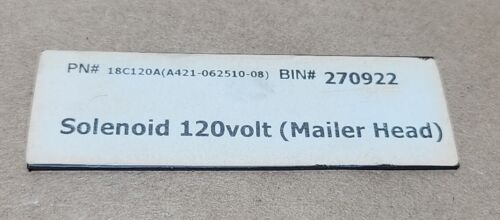 PN# 18C120A(A421-062510-08) BIN# 270922
Solenoid 120volt (Mailer Head)